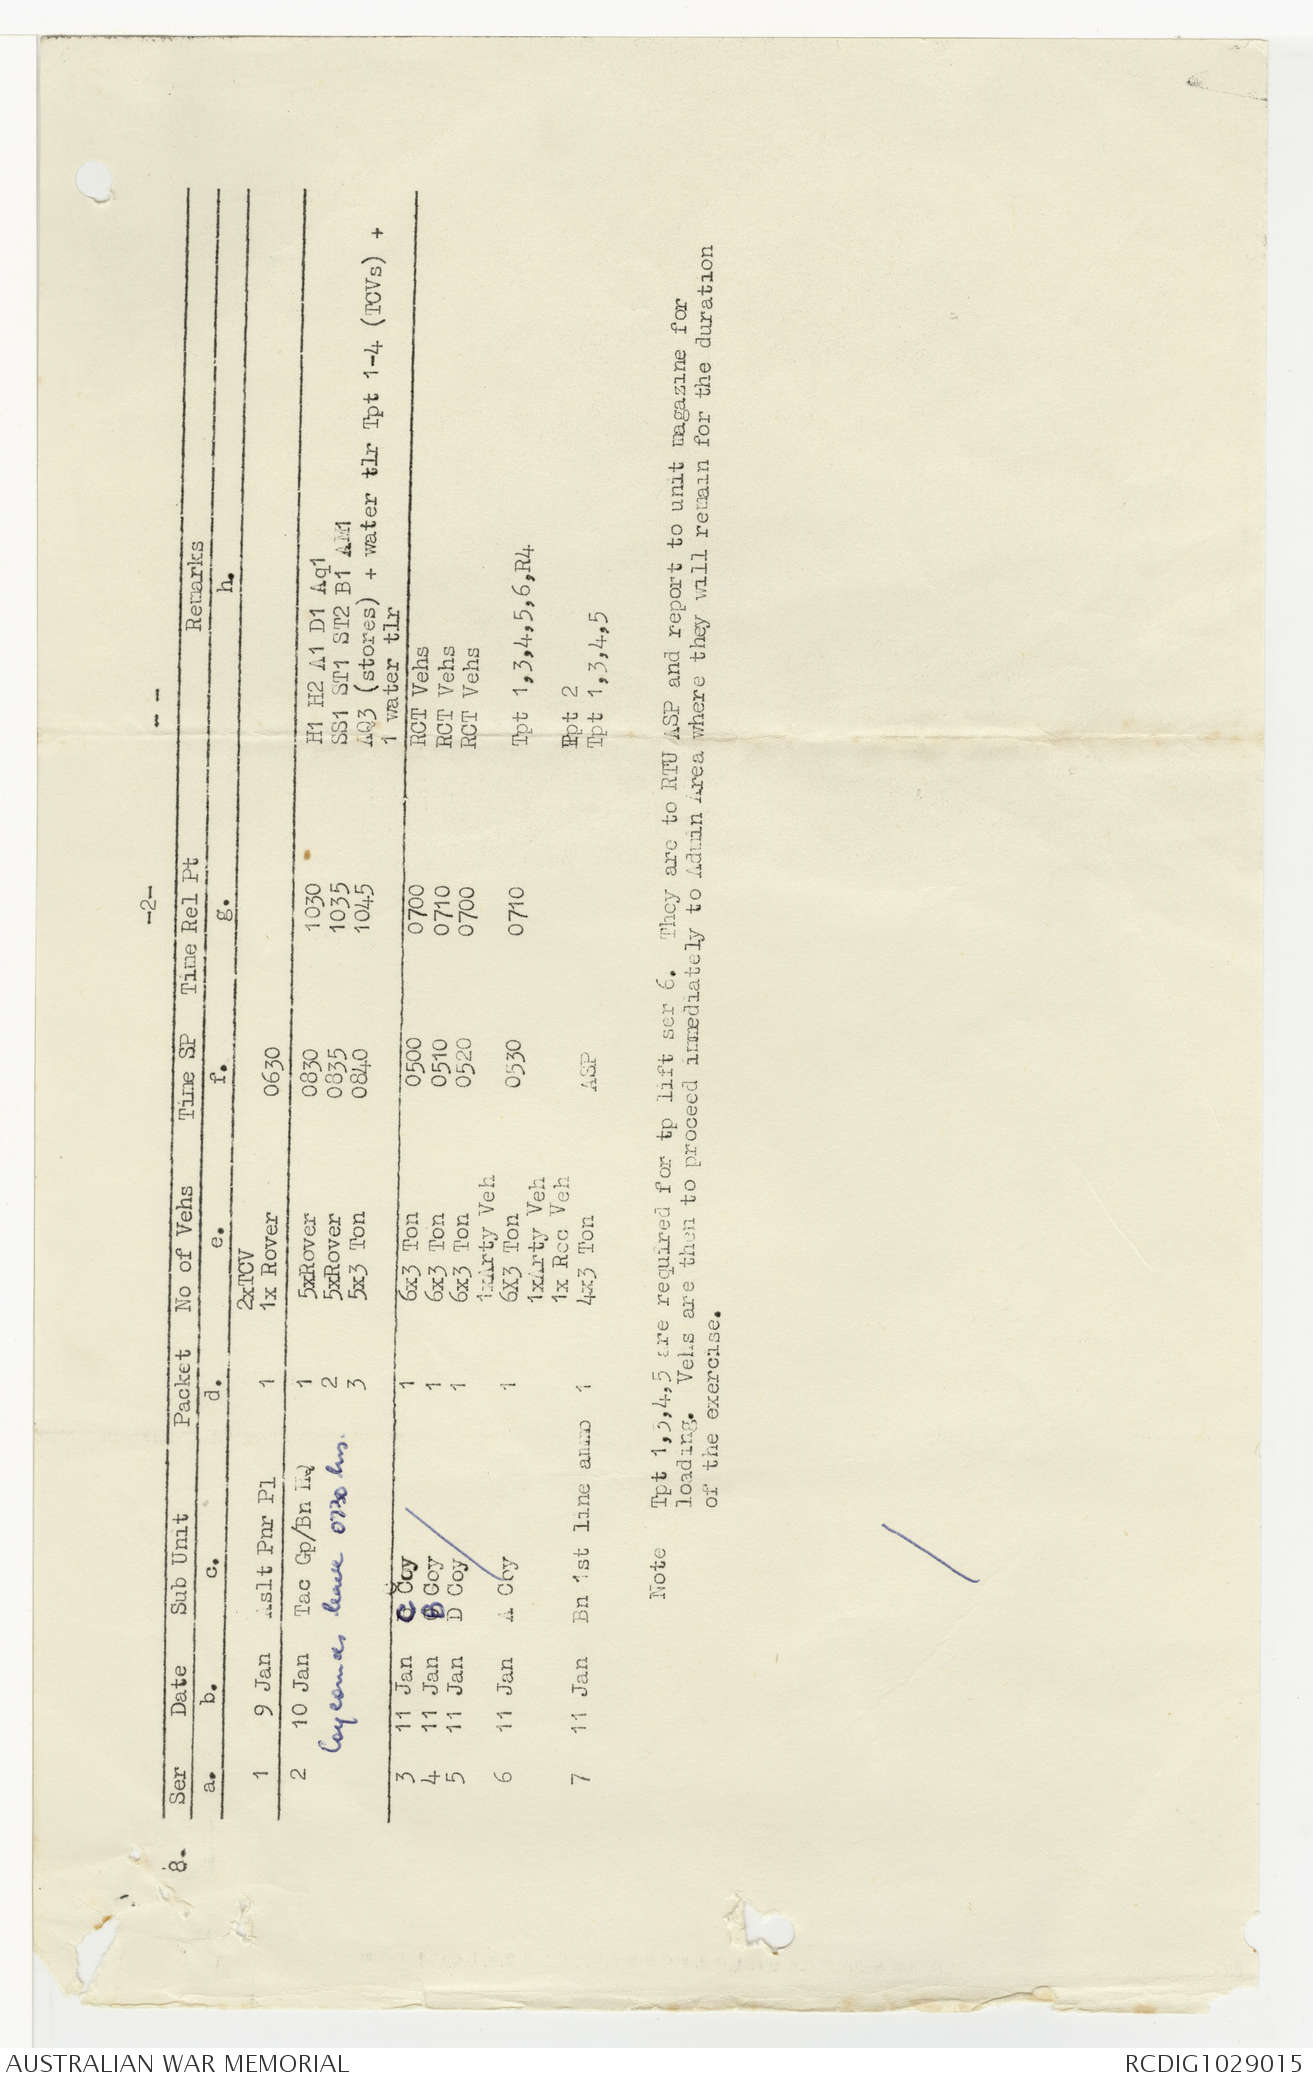 -2-
8.
Ser Date Sub Unit Packet No of Vehs Time SP Time Rel Pt Remarks
a. b. c. d. e. f. g. h.
2xTCV
1 9 Jan Aslt Pnr Pl 1 1x Rover 0630
2 10 Jan Tac Gp/Bn HQ 1 5xRover 0830 1030 H1 H2 A1 D1 Aq1
Coy comds leave 0730 hrs. 2 5xRover 0835 1035 SS1 ST1 ST2 B1 AM1
3 5x3 Ton 0840 1045 AQ3 (stores) + water tlr Tpt 1-4 (TCVs) +
1 water tlr
3 11 Jan C Coy 1 6x3 Ton 0500 0700 RCT Vehs
4 11 Jan B Coy 1 6x3 Ton 0510 0710 RCT Vehs
5 11 Jan D Coy 1 6x3 Ton 0520 0700 RCT Vehs
1xArty Veh
6 11 Jan A Coy 1 6X3 Ton 0530 0710 Tpt 1,3,4,5,6,R4
1xArty Veh
1x Rec Veh Tpt 2
7 11 Jan Bn 1st line ammo 1 4x3 Ton ASP Tpt 1,3,4,5
Note Tpt 1,3,4,5 are required for tp lift ser 6. They are to RTU ASP and report to unit magazine for
loading. Vehs are then to proceed immediately to Admin Area where they will remain for the duration
of the exercise.
AUSTRALIAN WAR MEMORIAL RCDIG1029015